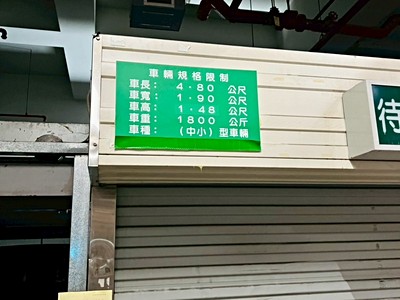 車輛規格限制
車長： 4·80 公尺
車寬： 1·90 公尺
車高： 1·48 公尺
車重： 1800 公斤
車種： （中小）型車輛
待